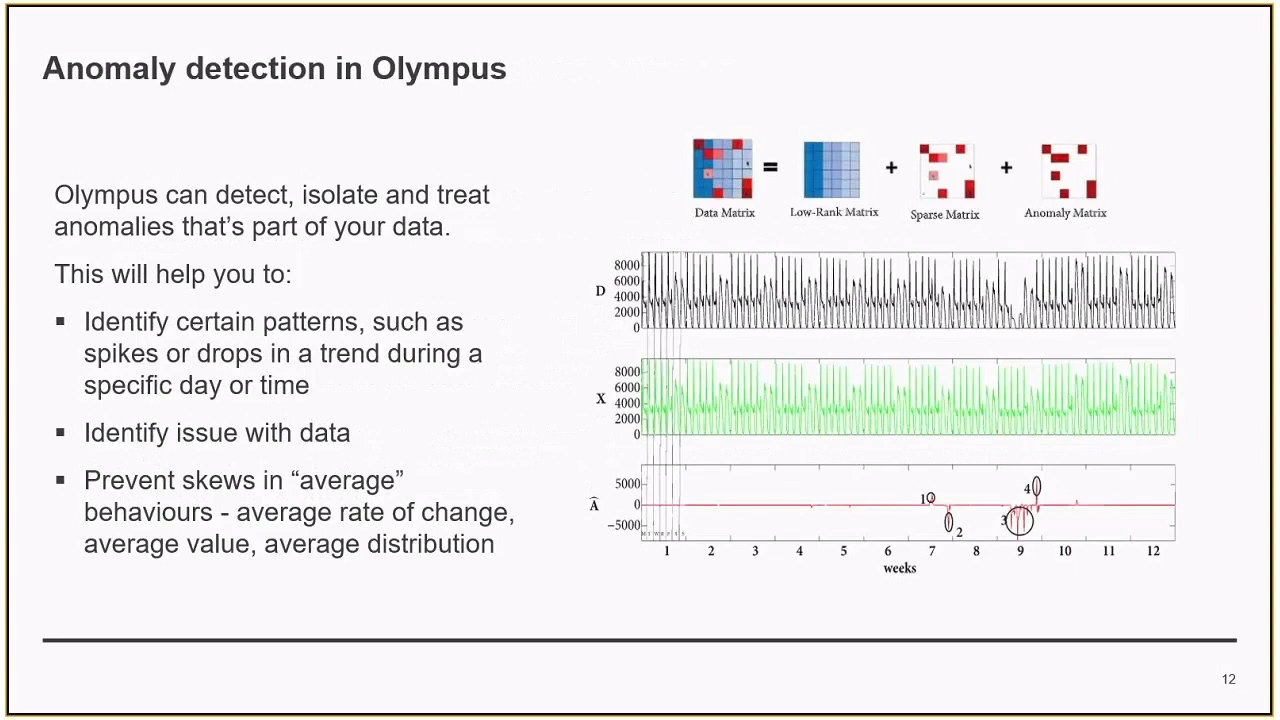 Anomaly detection in Olympus
Olympus can detect, isolate and treat
anomalies that’s part of your data.
This will help you to:
▪ Identify certain patterns, such as
spikes or drops in a trend during a
specific day or time
▪ Identify issue with data
▪ Prevent skews in “average”
behaviours - average rate of change,
average value, average distribution
= + +
Data Matrix Low-Rank Matrix Sparse Matrix Anomaly Matrix
D
8000
6000
4000
2000
0
X
8000
6000
4000
2000
0
Â
5000
0
−5000
1 2 3 4
1 2 3 4 5 6 7 8 9 10 11 12
weeks
12